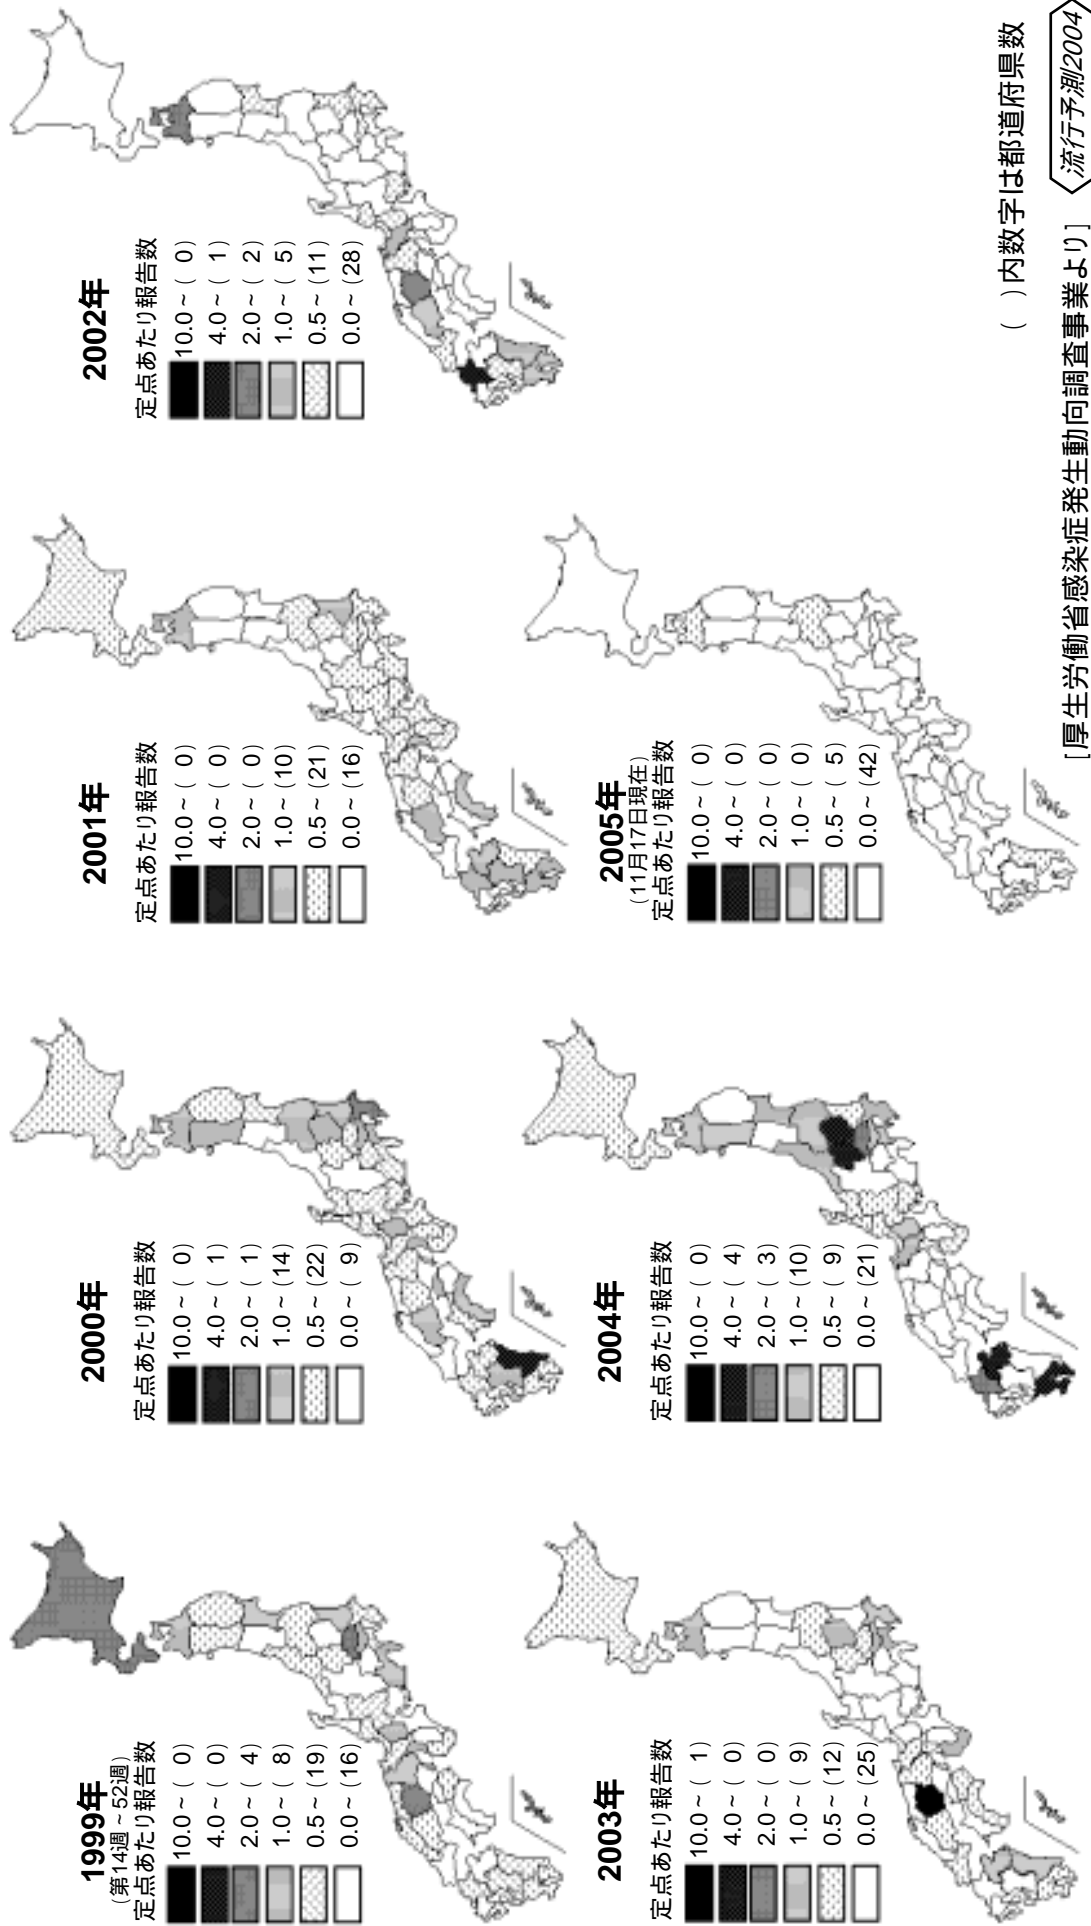 1999年
(第14週～52週)
定点あたり報告数
10.0～( 0)
4.0～( 0)
2.0～( 4)
1.0～( 8)
0.5～(19)
0.0～(16)
2000年
定点あたり報告数
10.0～( 0)
4.0～( 1)
2.0～( 1)
1.0～(14)
0.5～(22)
0.0～( 9)
2001年
定点あたり報告数
10.0～( 0)
4.0～( 0)
2.0～( 0)
1.0～(10)
0.5～(21)
0.0～(16)
2002年
定点あたり報告数
10.0～( 0)
4.0～( 1)
2.0～( 2)
1.0～( 5)
0.5～(11)
0.0～(28)
2003年
定点あたり報告数
10.0～( 1)
4.0～( 0)
2.0～( 0)
1.0～( 9)
0.5～(12)
0.0～(25)
2004年
定点あたり報告数
10.0～( 0)
4.0～( 4)
2.0～( 3)
1.0～(10)
0.5～( 9)
0.0～(21)
2005年
(11月17日現在)
定点あたり報告数
10.0～( 0)
4.0～( 0)
2.0～( 0)
1.0～( 0)
0.5～( 5)
0.0～(42)
( )内数字は都道府県数
[厚生労働省感染症発生動向調査事業より]
流行予測2004